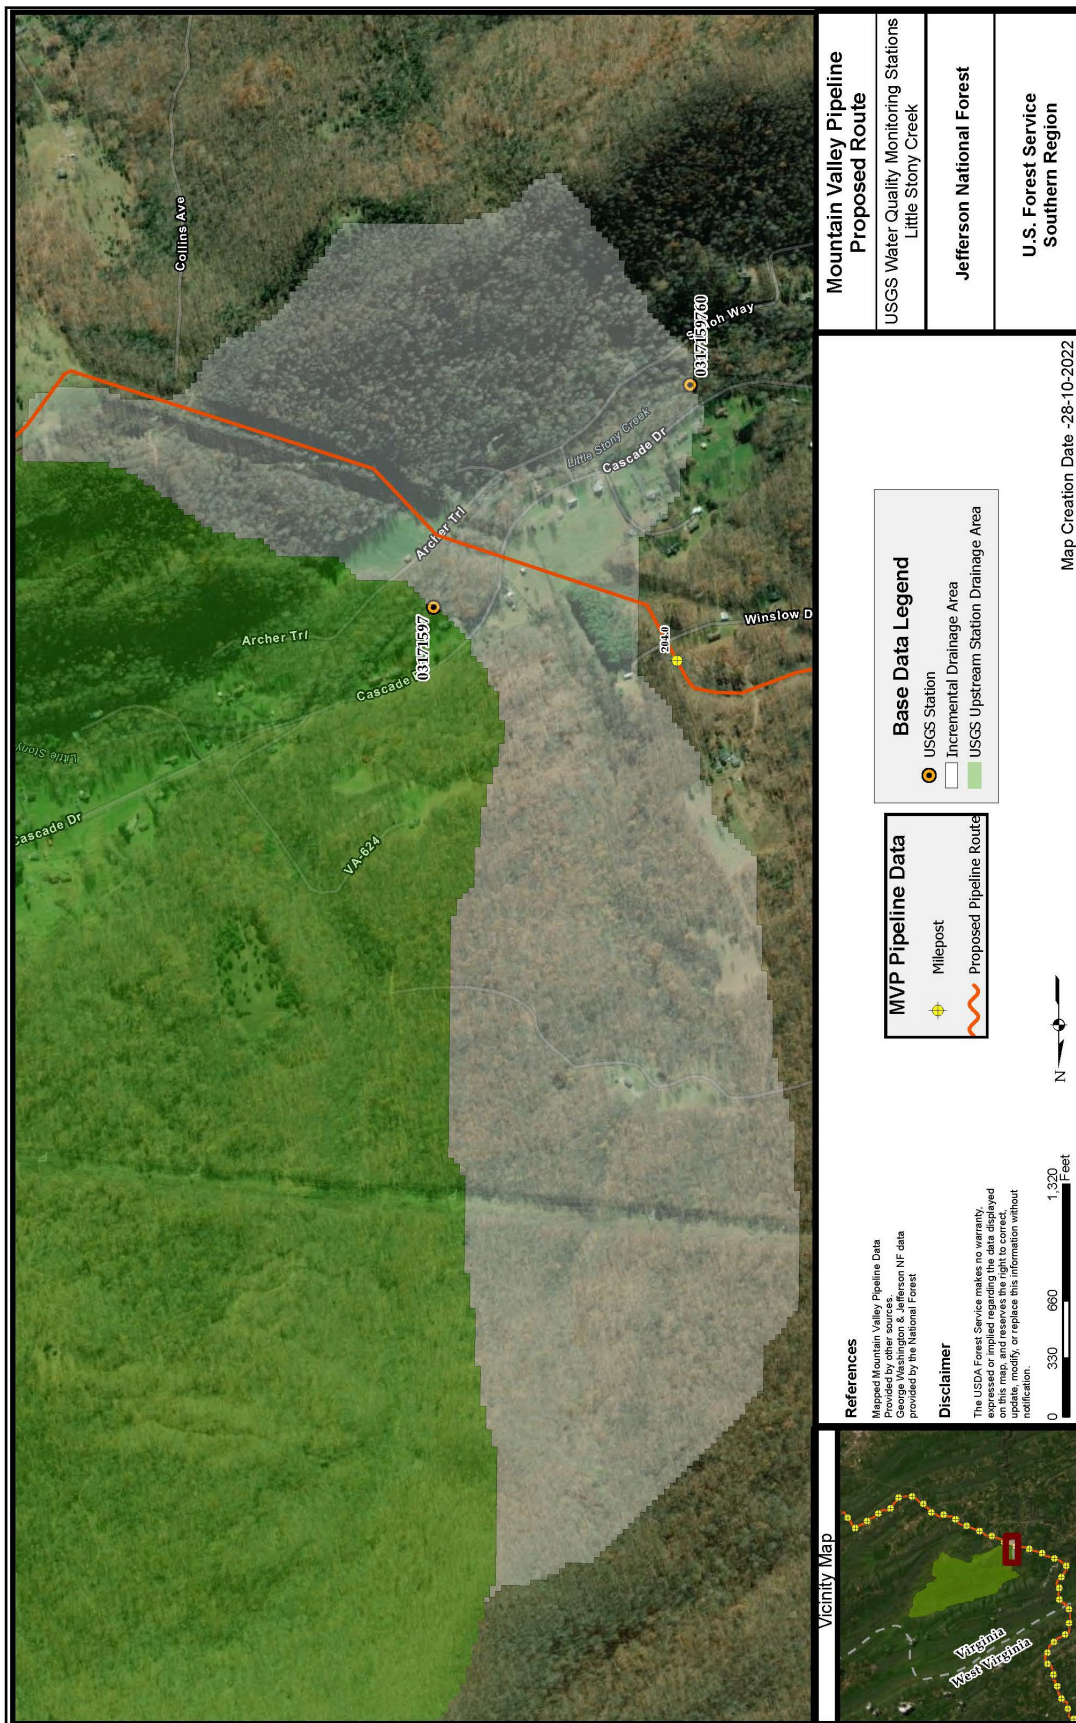 Mountain Valley Pipeline
Proposed Route
USGS Water Quality Monitoring Stations
Little Stony Creek
Jefferson National Forest
U.S. Forest Service
Southern Region
Collins Ave
0317159760
Way
Little Stony Creek
Cascade Dr
Archer Trl
Winslow D
204.0
03171597
Archer Trl
Cascade
Little Stony
Cascade Dr
VA-624
Base Data Legend
USGS Station
Incremental Drainage Area
USGS Upstream Station Drainage Area
MVP Pipeline Data
Milepost
Proposed Pipeline Route
Map Creation Date -28-10-2022
N
References
Mapped Mountain Valley Pipeline Data
Provided by other sources.
George Washington & Jefferson NF data
provided by the National Forest
Disclaimer
The USDA Forest Service makes no warranty,
expressed or implied regarding the data displayed
on this map, and reserves the right to correct,
update, modify, or replace this information without
notification.
0 330 660 1,320
Feet
Vicinity Map
Virginia
West Virginia